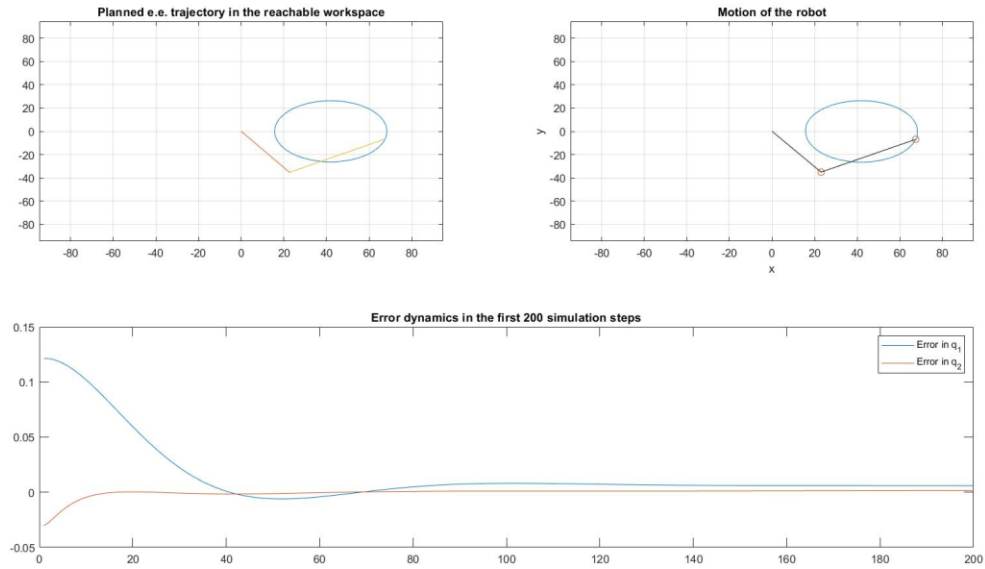 Planned e.e. trajectory in the reachable workspace
80
60
40
20
0
-20
-40
-60
-80
-80 -60 -40 -20 0 20 40 60 80
Motion of the robot
80
60
40
20
0
-20
-40
-60
-80
y
-80 -60 -40 -20 0 20 40 60 80
x
Error dynamics in the first 200 simulation steps
0.15
0.1
0.05
0
-0.05
Error in q1
Error in q2
0 20 40 60 80 100 120 140 160 180 200